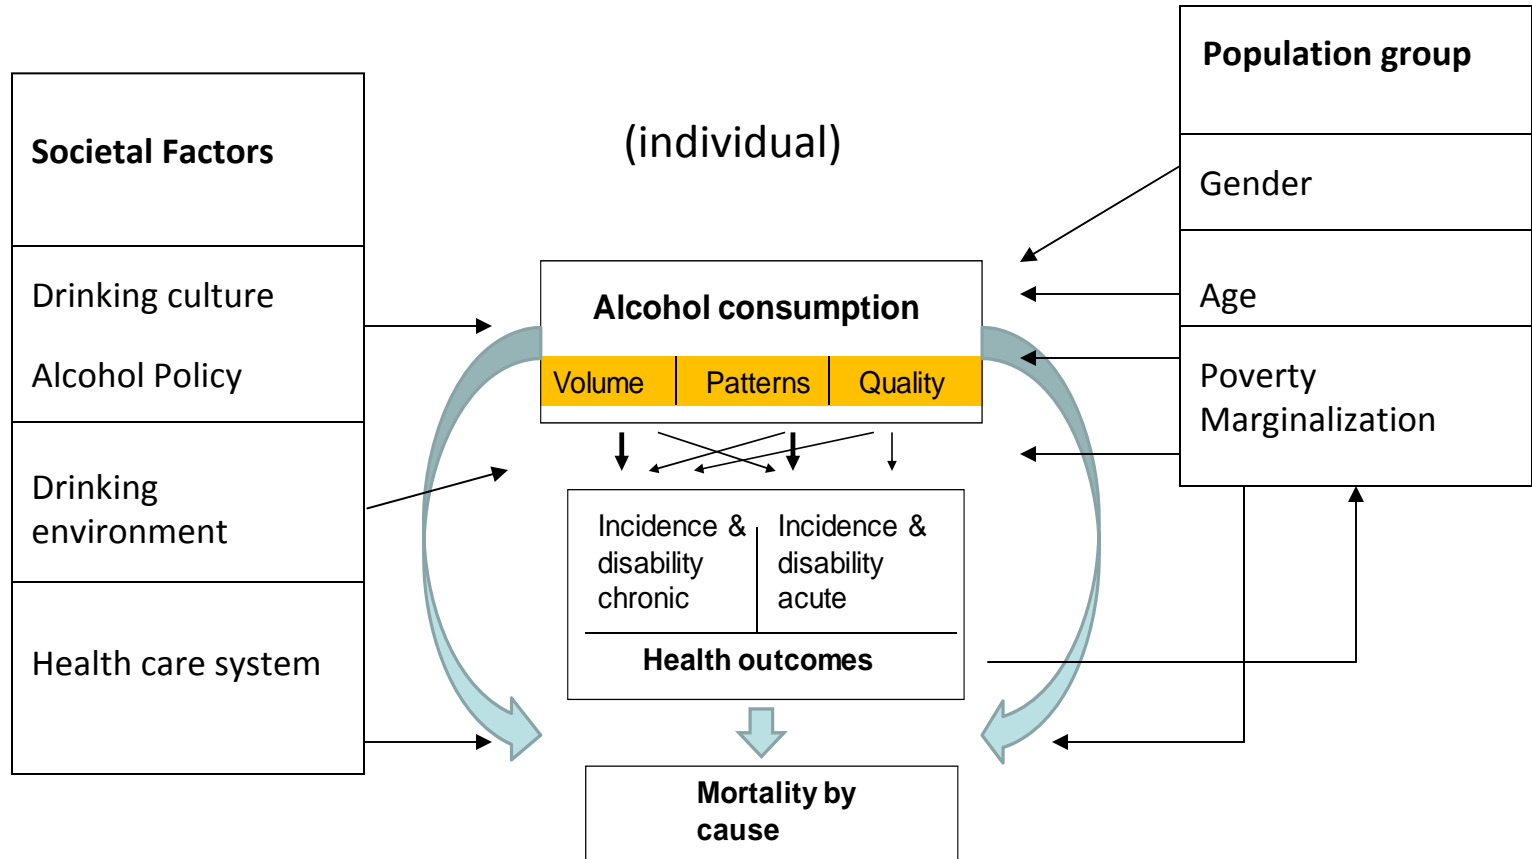 Societal Factors
Drinking culture
Alcohol Policy
Drinking
environment
Health care system
(individual)
Alcohol consumption
Volume
Patterns
Quality
Incidence &
disability
chronic
Incidence &
disability
acute
Health outcomes
Mortality by
cause
Population group
Gender
Age
Poverty
Marginalization